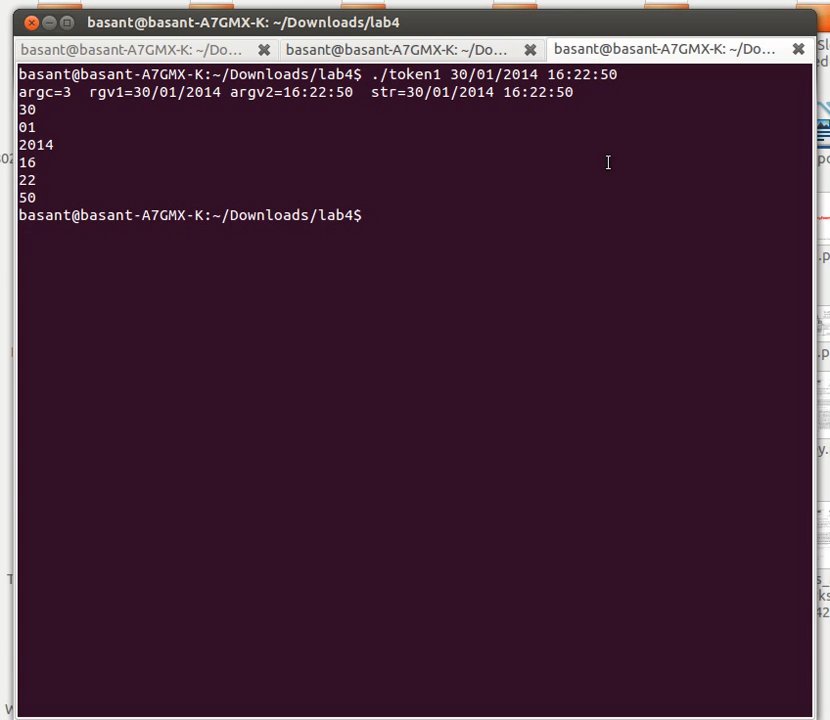 basant@basant-A7GMX-K: ~/Downloads/lab4
basant@basant-A7GMX-K: ~/Do... basant@basant-A7GMX-K: ~/Do... basant@basant-A7GMX-K: ~/Do...
basant@basant-A7GMX-K:~/Downloads/lab4$ ./token1 30/01/2014 16:22:50
argc=3  rgv1=30/01/2014 argv2=16:22:50  str=30/01/2014 16:22:50
30
01
2014
16
22
50
basant@basant-A7GMX-K:~/Downloads/lab4$